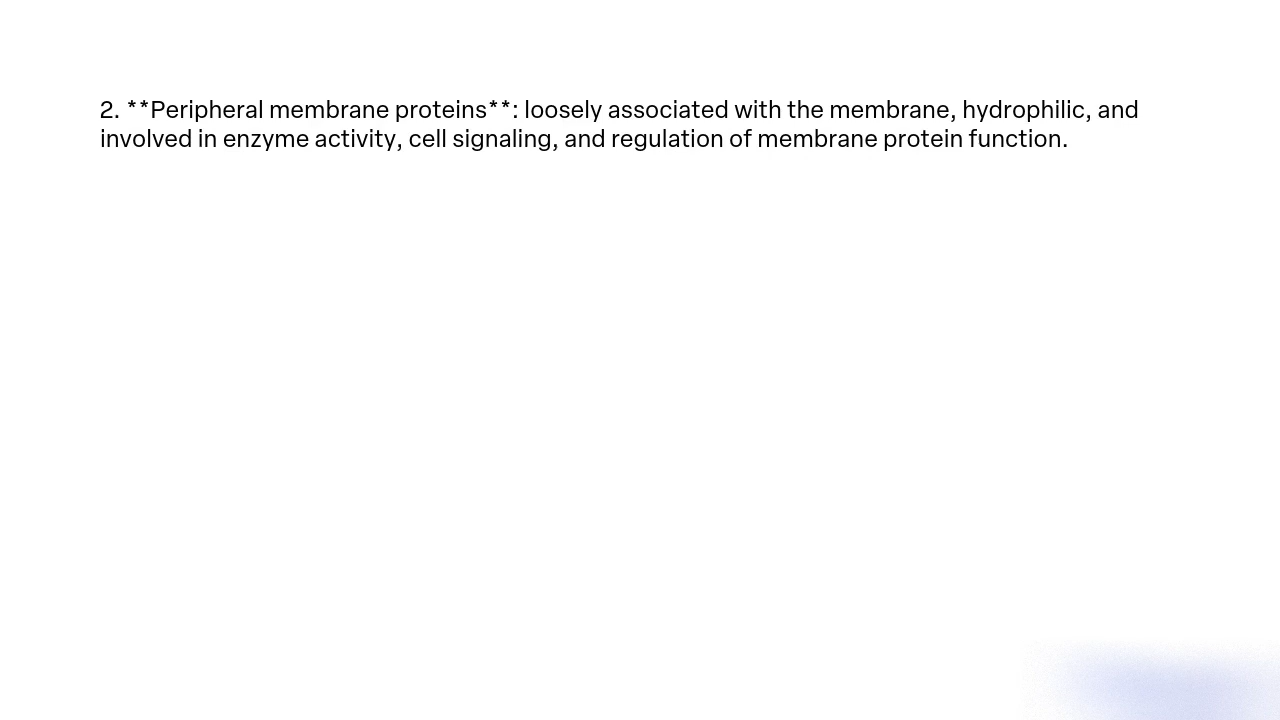 2. **Peripheral membrane proteins**: loosely associated with the membrane, hydrophilic, and
involved in enzyme activity, cell signaling, and regulation of membrane protein function.